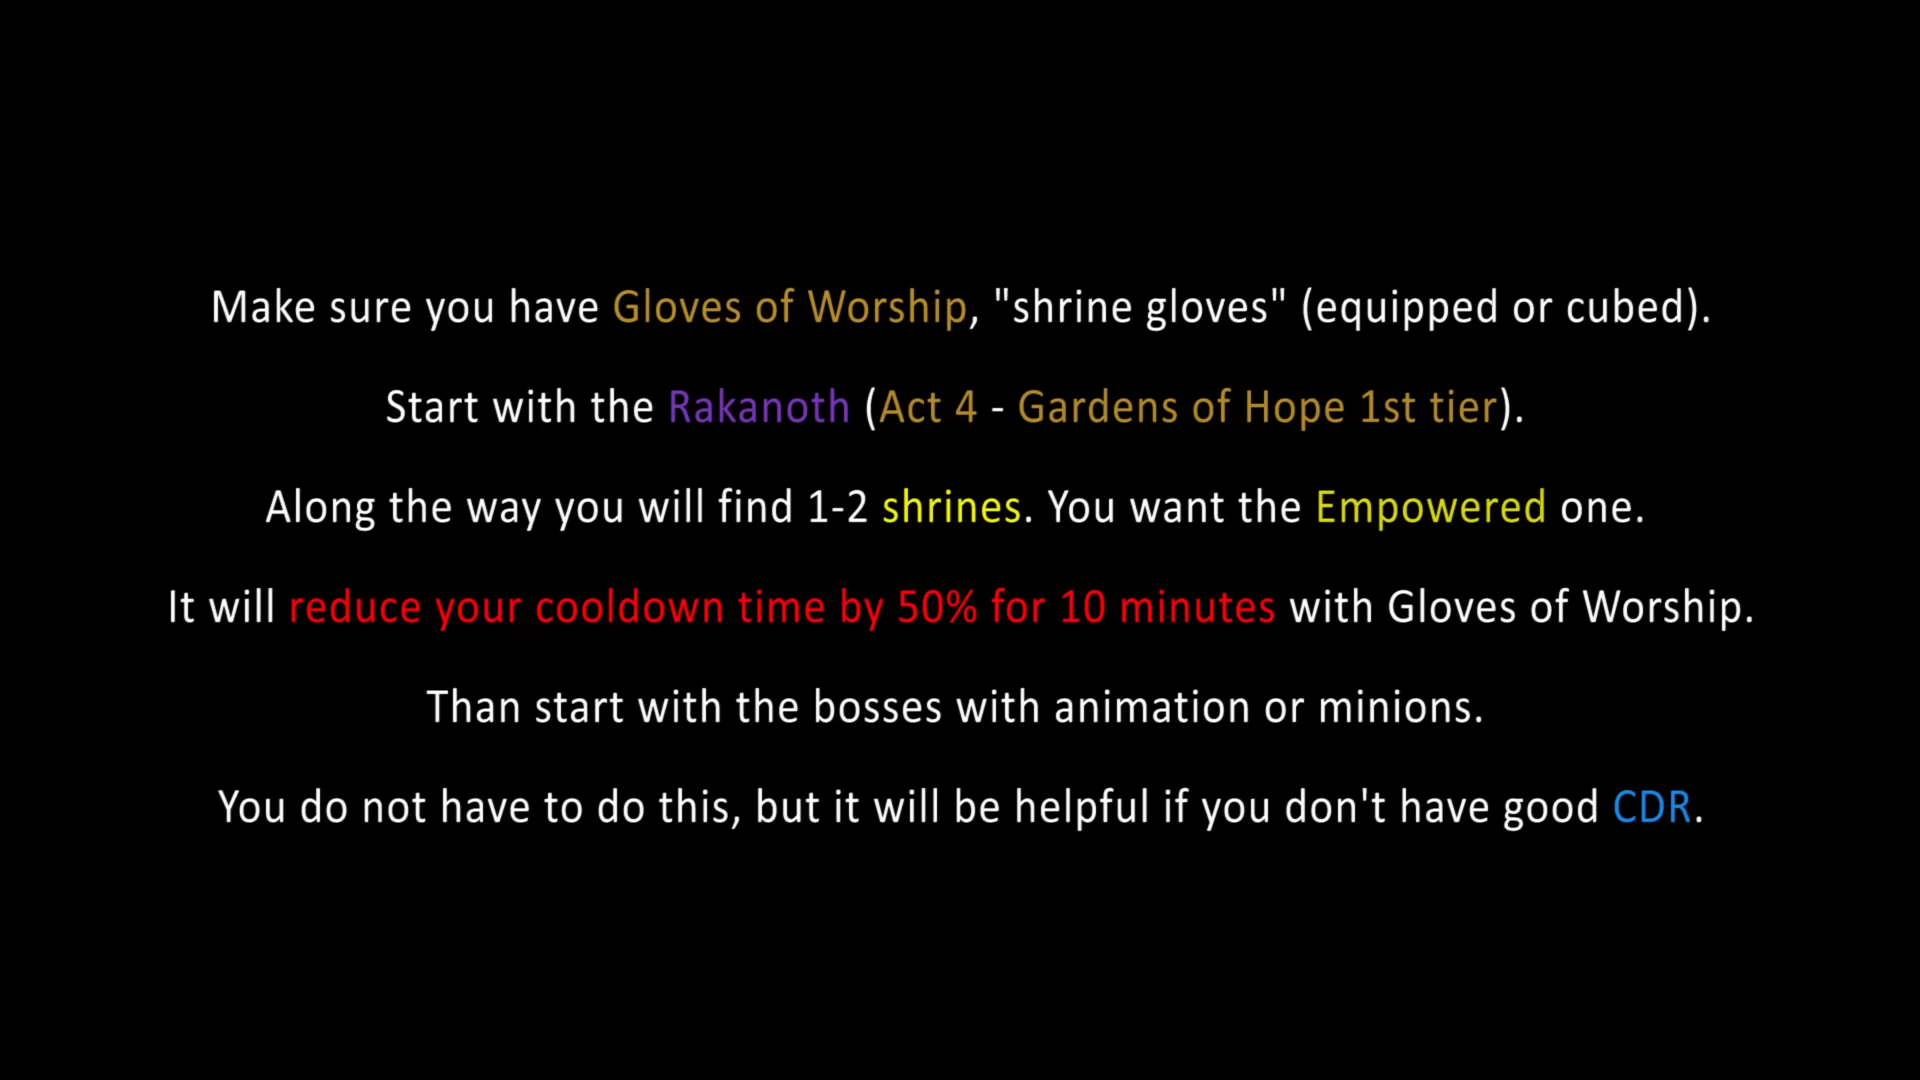 Make sure you have Gloves of Worship, "shrine gloves" (equipped or cubed).
Start with the Rakanoth (Act 4 - Gardens of Hope 1st tier).
Along the way you will find 1-2 shrines. You want the Empowered one.
It will reduce your cooldown time by 50% for 10 minutes with Gloves of Worship.
Than start with the bosses with animation or minions.
You do not have to do this, but it will be helpful if you don't have good CDR.